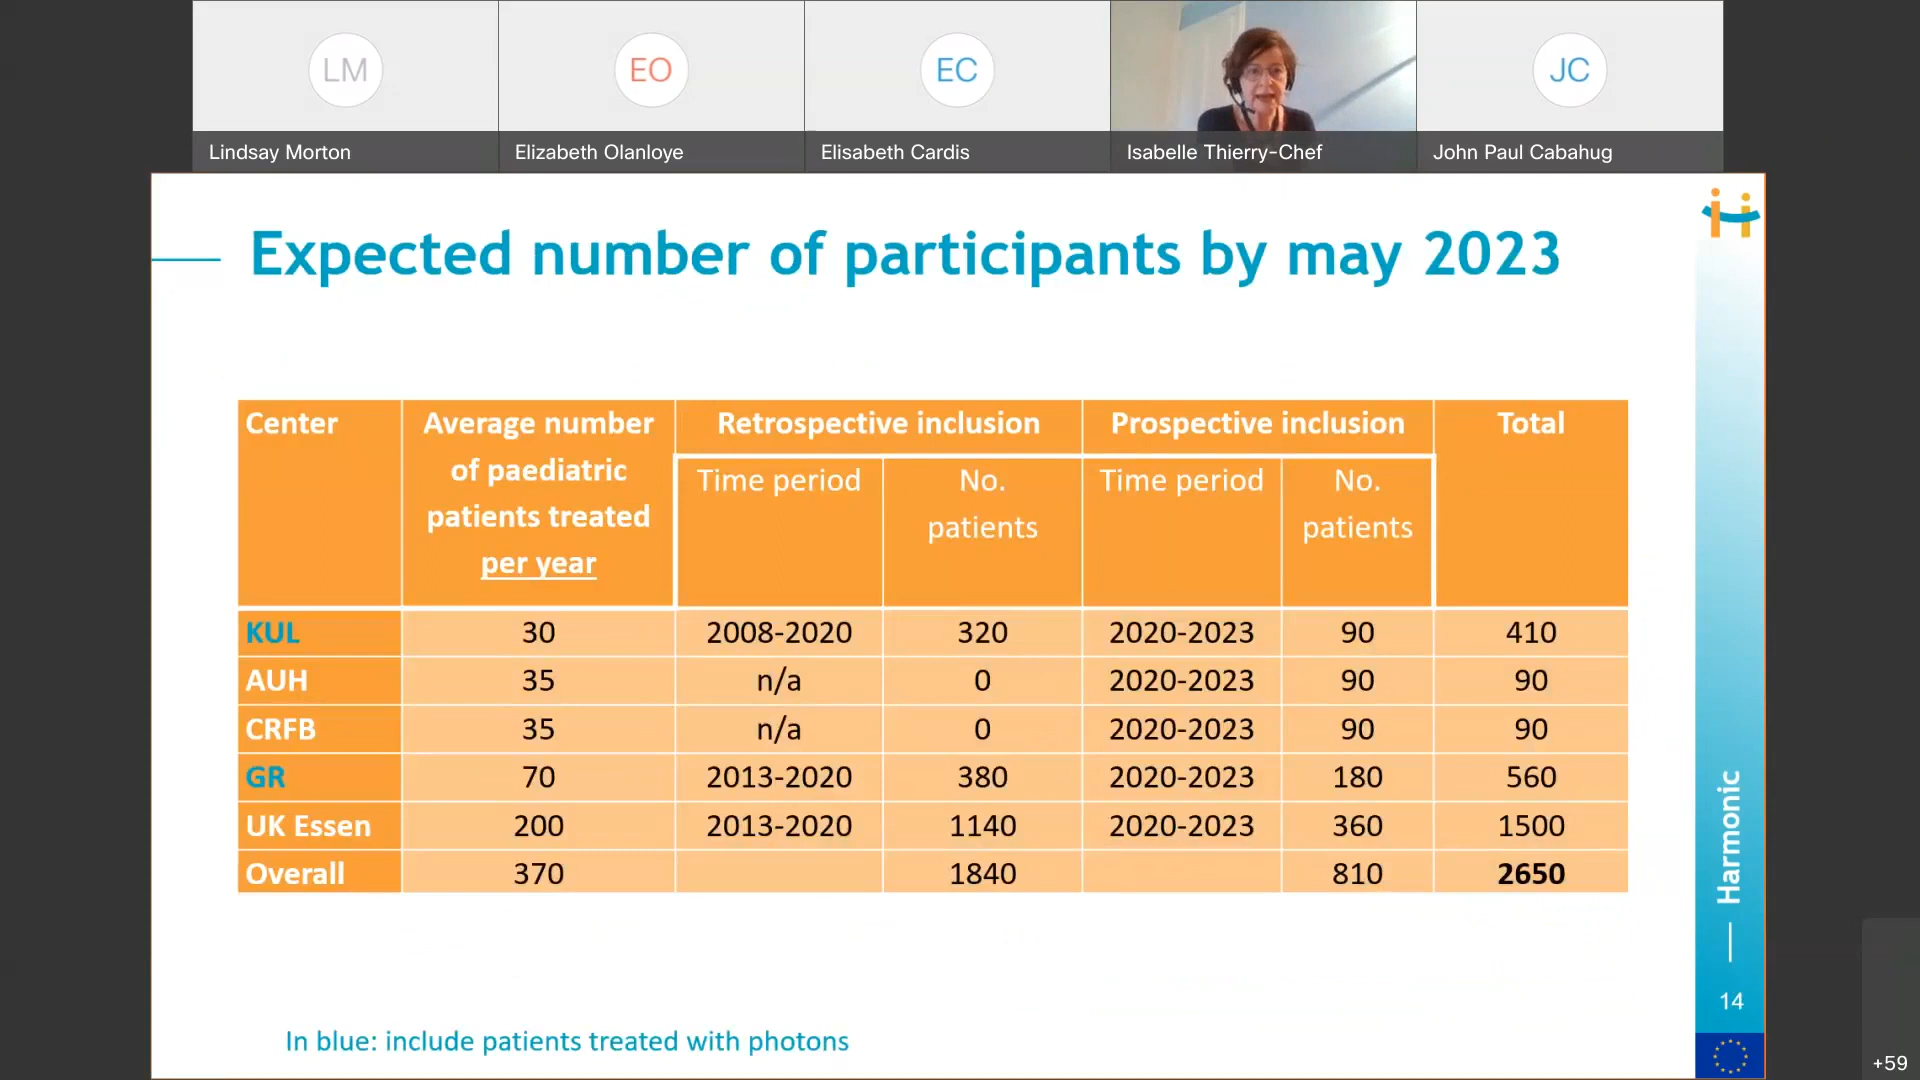 LM
EO
EC
JC
Lindsay Morton
Elizabeth Olanloye
Elisabeth Cardis
Isabelle Thierry-Chef
John Paul Cabahug
Expected number of participants by may 2023
Center
Average number
of paediatric
patients treated
per year
Retrospective inclusion
Prospective inclusion
Total
Time period
No.
patients
Time period
No.
patients
KUL 30 2008-2020 320 2020-2023 90 410
AUH 35 n/a 0 2020-2023 90 90
CRFB 35 n/a 0 2020-2023 90 90
GR 70 2013-2020 380 2020-2023 180 560
UK Essen 200 2013-2020 1140 2020-2023 360 1500
Overall 370 1840 810 2650
In blue: include patients treated with photons
Harmonic
14
+59